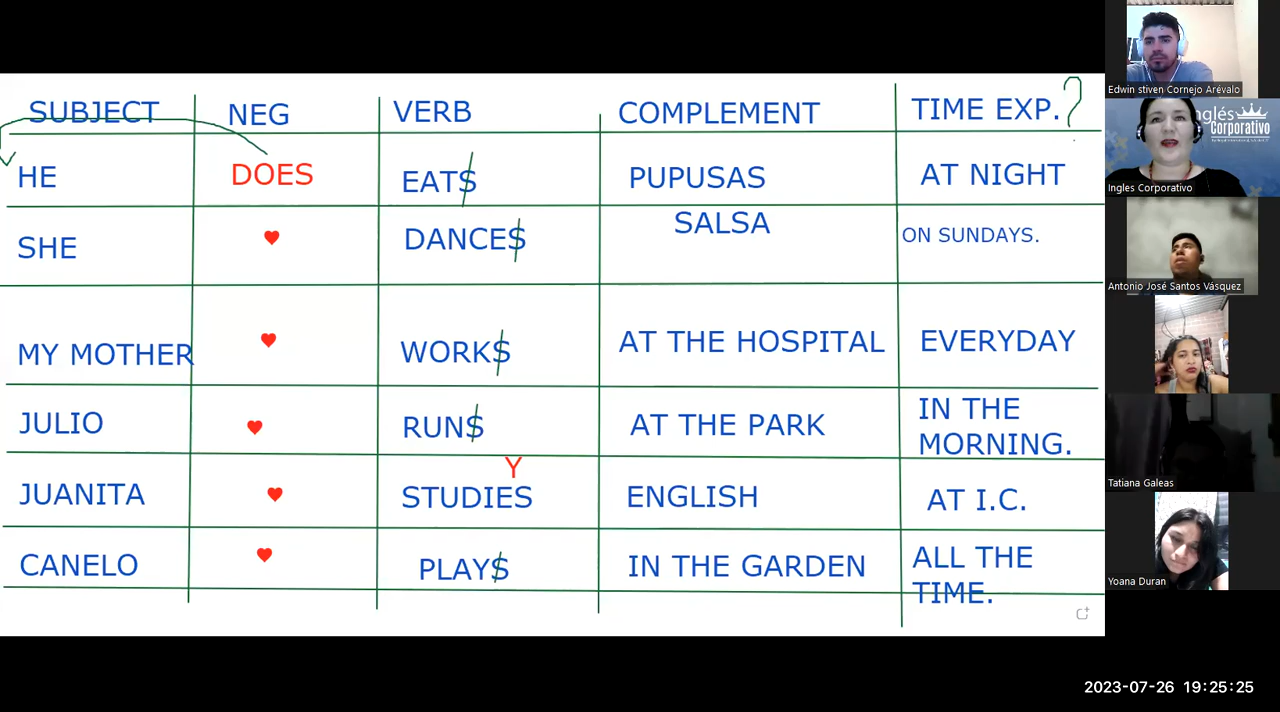 SUBJECT NEG VERB COMPLEMENT TIME EXP. ?
HE DOES EATS PUPUSAS AT NIGHT
SHE DANCES SALSA ON SUNDAYS.
MY MOTHER WORKS AT THE HOSPITAL EVERYDAY
JULIO RUNS AT THE PARK IN THE
MORNING.
Y
JUANITA STUDIES ENGLISH AT I.C.
CANELO PLAYS IN THE GARDEN ALL THE
TIME.
Edwin stiven Cornejo Arévalo
Inglés
Corporativo
Ingles Corporativo
Antonio José Santos Vásquez
Tatiana Galeas
Yoana Duran
2023-07-26 19:25:25